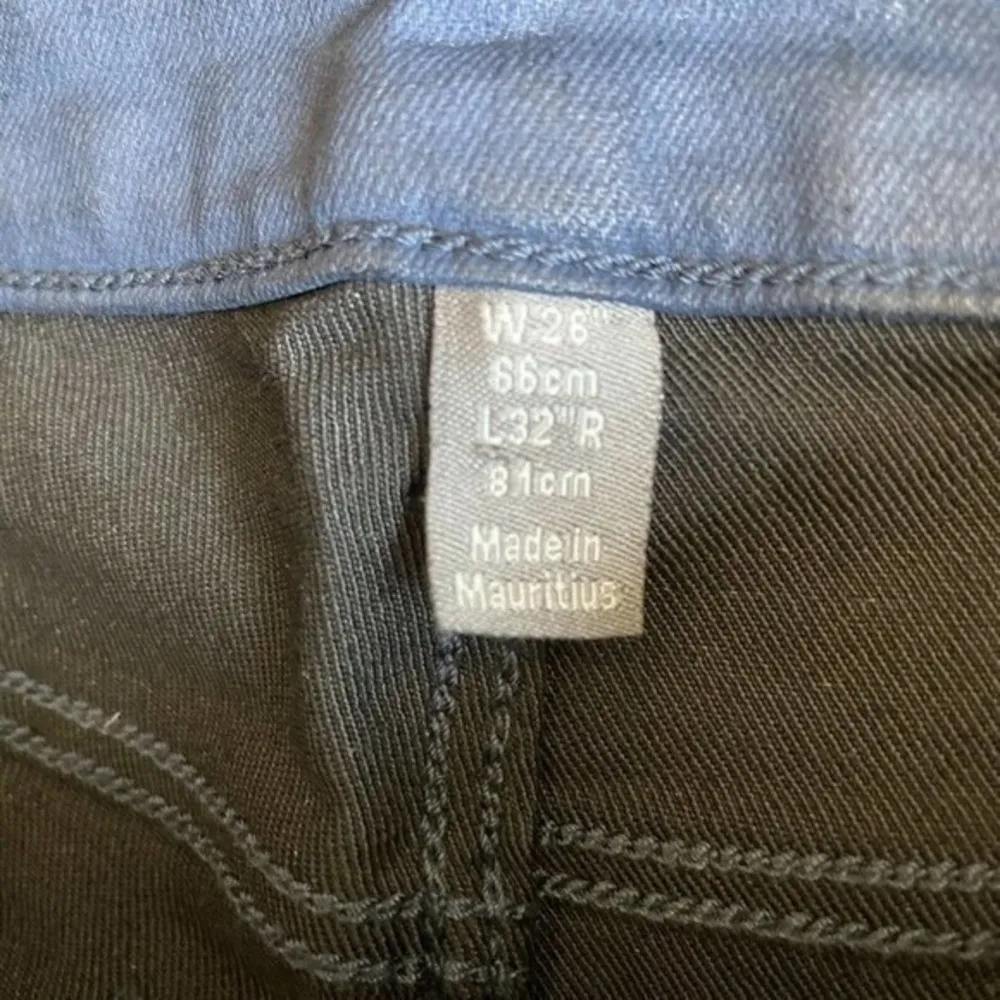 W-26"
66cm
L32"'R
81cm
Made in
Mauritius